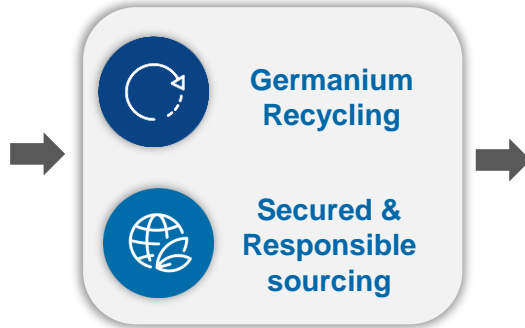 Germanium
Recycling
Secured &
Responsible
sourcing